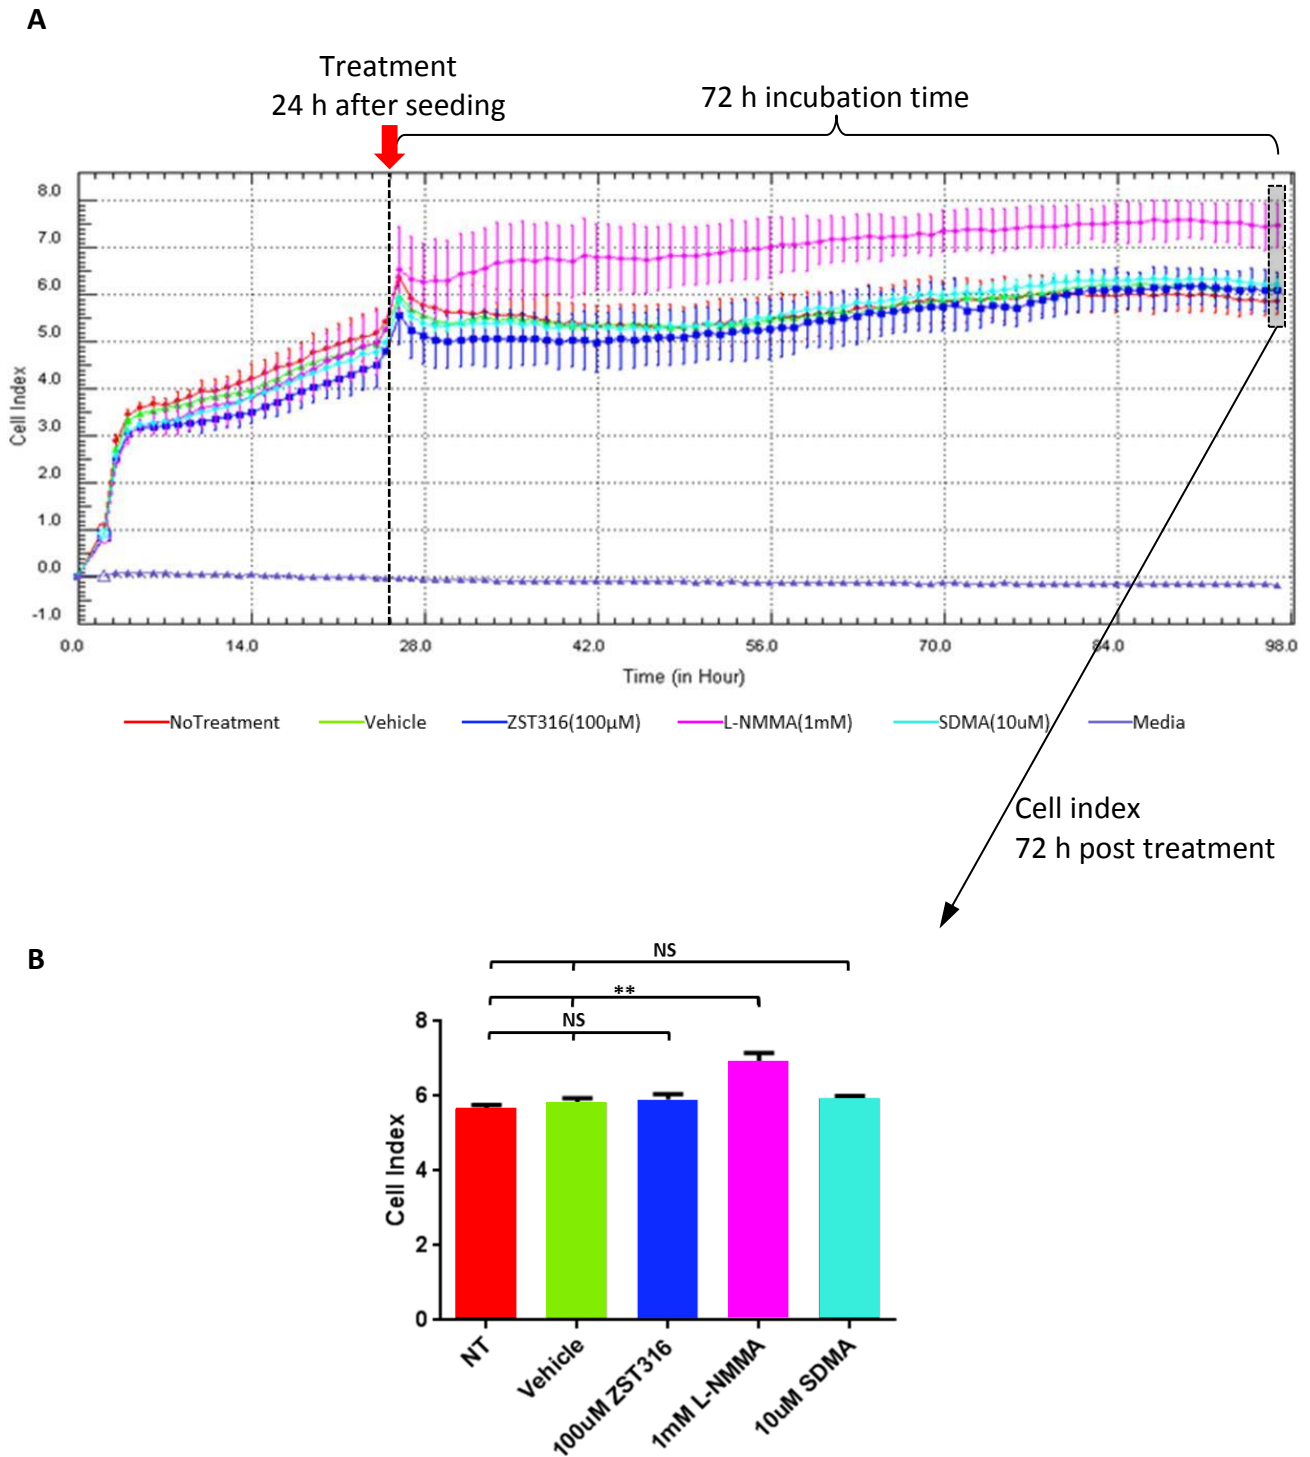 A
Treatment
24 h after seeding
72 h incubation time
8.0
7.0
6.0
5.0
4.0
3.0
2.0
1.0
0.0
-1.0
Cell Index
0.0 14.0 28.0 42.0 56.0 70.0 84.0 98.0
Time (in Hour)
NoTreatment Vehicle ZST316(100μM) L-NMMA(1mM) SDMA(10uM) Media
Cell index
72 h post treatment
B
NS
**
NS
8
6
4
2
0
Cell Index
NT
Vehicle
100uM ZST316
1mM L-NMMA
10uM SDMA